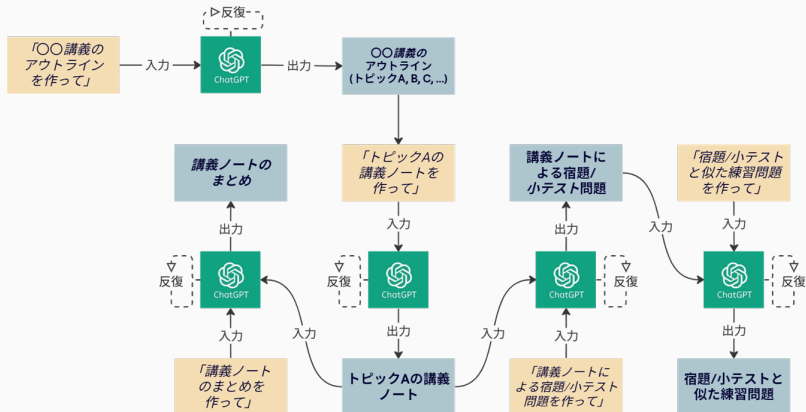 反復
「〇〇講義の
アウトライン
を作って」
入力
ChatGPT
出力
〇〇講義の
アウトライン
(トピックA, B, C, ...)
講義ノートの
まとめ
「トピックAの
講義ノートを
作って」
講義ノートに
よる宿題/
小テスト問題
「宿題/小テスト
と似た練習問題
を作って」
出力
入力
出力
入力
入力
反復
ChatGPT
反復
ChatGPT
ChatGPT
反復
ChatGPT
反復
入力
入力
出力
入力
入力
出力
「講義ノート
のまとめを
作って」
トピックAの講義
ノート
「講義ノートに
よる宿題/小テスト
問題を作って」
宿題/小テストと
似た練習問題